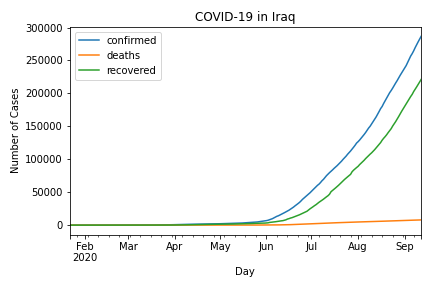 COVID-19 in Iraq
confirmed
deaths
recovered
Number of Cases
300000
250000
200000
150000
100000
50000
0
Feb Mar Apr May Jun Jul Aug Sep
2020
Day